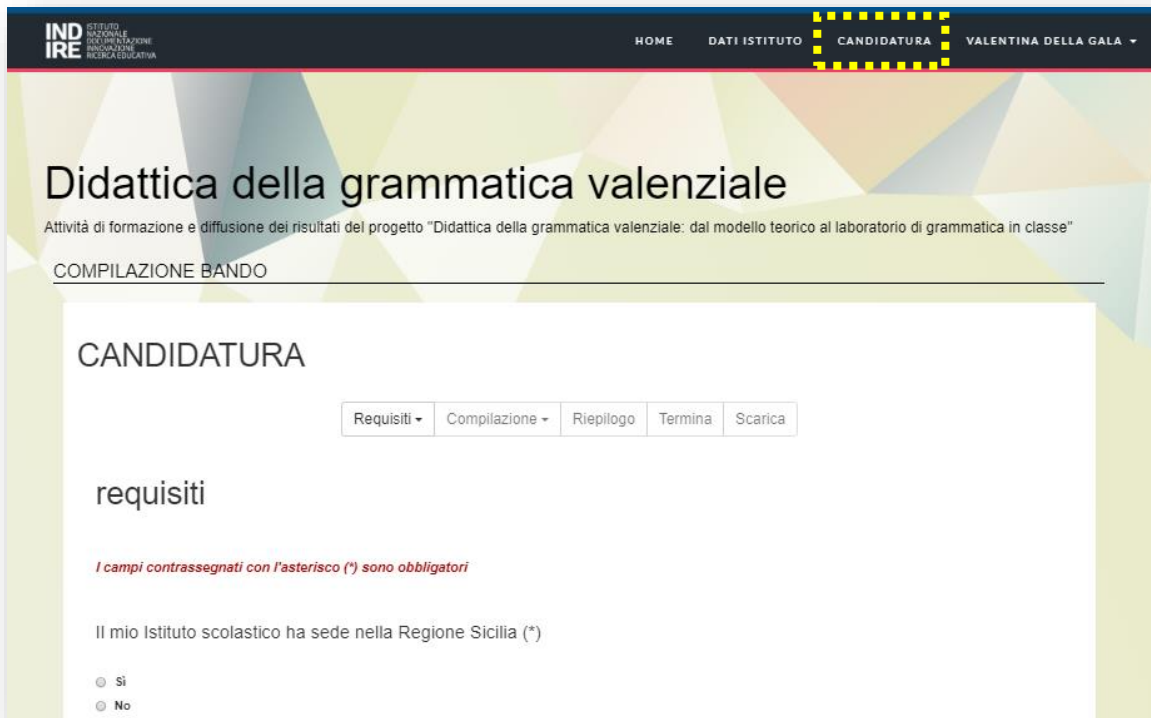 IND
IRE
ISTITUTO
NAZIONALE
DOCUMENTAZIONE
INNOVAZIONE
RICERCA EDUCATIVA
HOME DATI ISTITUTO CANDIDATURA VALENTINA DELLA GALA
Didattica della grammatica valenziale
Attività di formazione e diffusione dei risultati del progetto "Didattica della grammatica valenziale: dal modello teorico al laboratorio di grammatica in classe"
COMPILAZIONE BANDO
CANDIDATURA
Requisiti Compilazione Riepilogo Termina Scarica
requisiti
I campi contrassegnati con l'asterisco (*) sono obbligatori
Il mio Istituto scolastico ha sede nella Regione Sicilia (*)
Sì
No